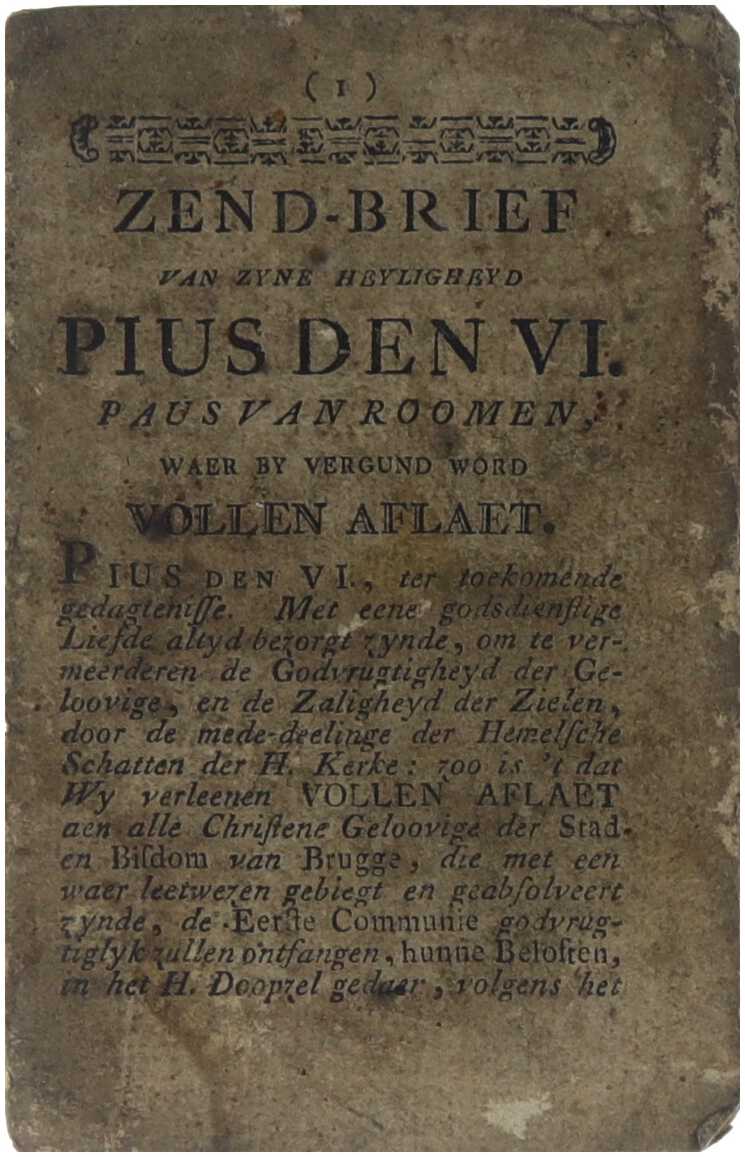 ( 1 )
ZEND-BRIEF
VAN ZYNE HEYLIGHEYD
PIUS DEN VI.
PAUS VAN ROOMEN,
WAER BY VERGUND WORD
VOLLEN AFLAET.
PIUS DEN VI., ter toekomende
gedagteniſſe. Met eene godsdienſtige
Liefde altyd bezorgt zynde, om te ver-
meerderen de Godvrugtigheyd der Ge-
loovige, en de Zaligheyd der Zielen,
door de mede-deelinge der Hemelſche
Schatten der H. Kerke: zoo is 't dat
Wy verleenen VOLLEN AFLAET
aen alle Chriſtene Geloovige der Stad
en Biſdom van Brugge, die met een
waer leetwezen gebiegt en geabſolveert
zynde, de Eerſte Communie godvrug-
tiglyk zullen ontfangen, hunne Beloften,
in het H. Doopzel gedaen, volgens het